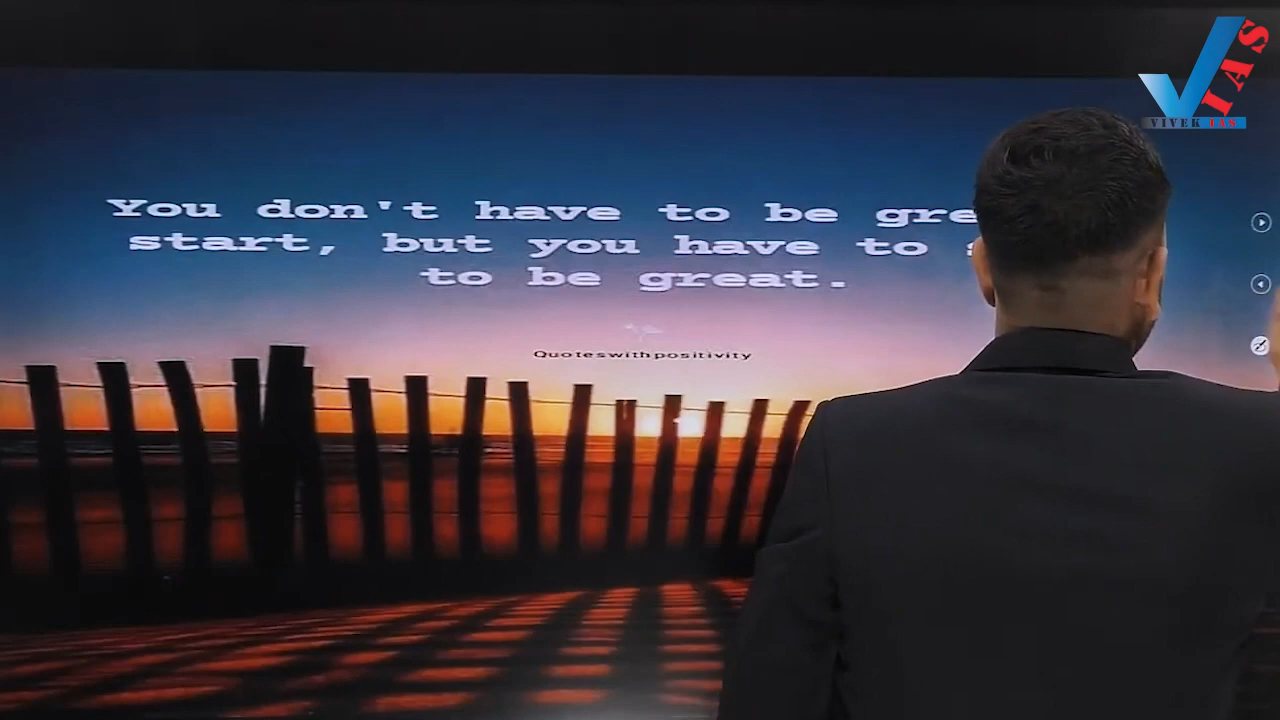 You don't have to be gre
start, but you have to s
to be great.
Quoteswithpositivity
IAS
VIVEK IAS